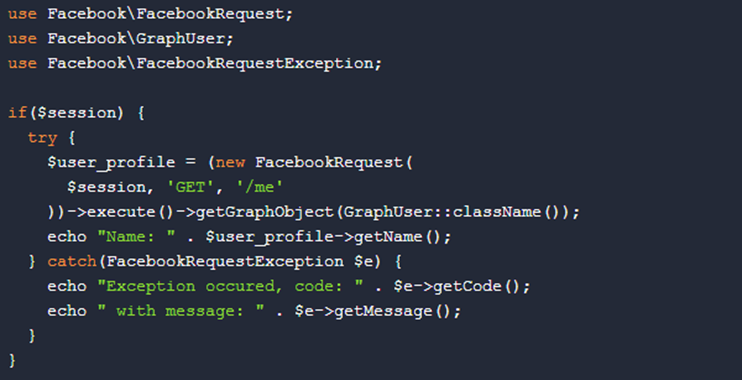 use Facebook\FacebookRequest;
use Facebook\GraphUser;
use Facebook\FacebookRequestException;
if($session) {
try {
$user_profile = (new FacebookRequest(
$session, 'GET', '/me'
))->execute()->getGraphObject(GraphUser::className());
echo "Name: " . $user_profile->getName();
} catch(FacebookRequestException $e) {
echo "Exception occured, code: " . $e->getCode();
echo " with message: " . $e->getMessage();
}
}